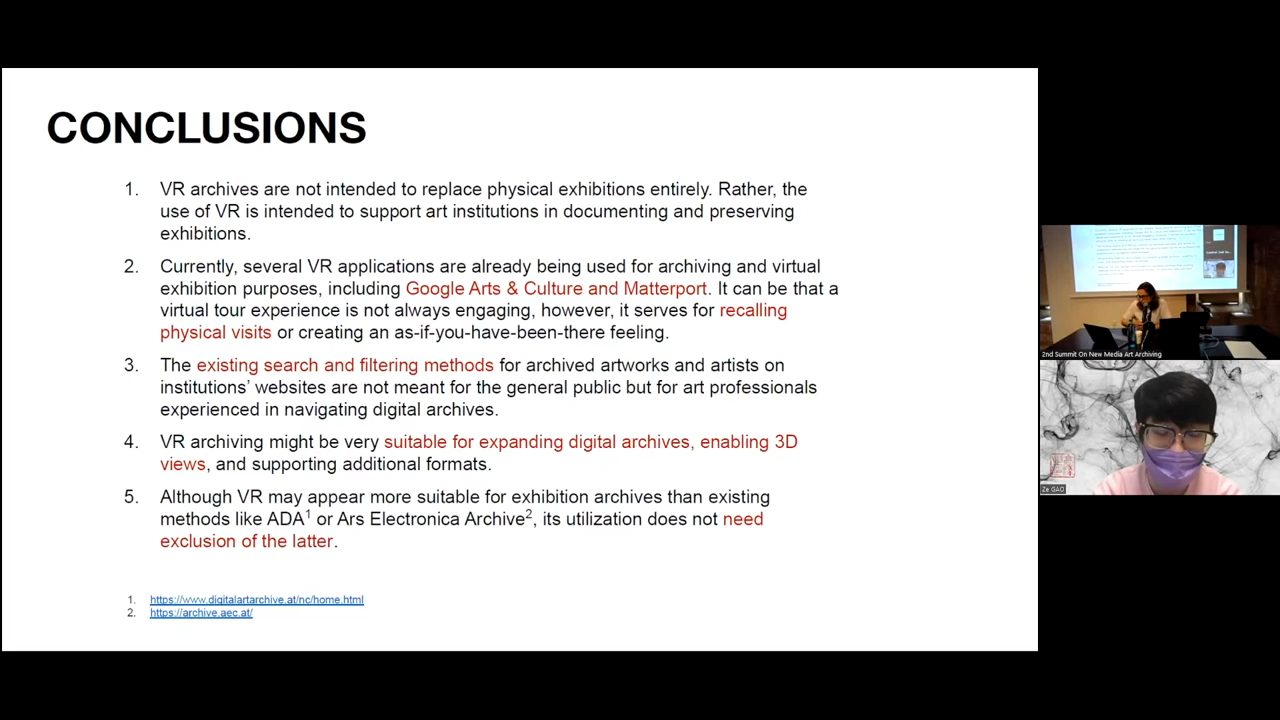 CONCLUSIONS
1. VR archives are not intended to replace physical exhibitions entirely. Rather, the
use of VR is intended to support art institutions in documenting and preserving
exhibitions.
2. Currently, several VR applications are already being used for archiving and virtual
exhibition purposes, including Google Arts & Culture and Matterport. It can be that a
virtual tour experience is not always engaging, however, it serves for recalling
physical visits or creating an as-if-you-have-been-there feeling.
3. The existing search and filtering methods for archived artworks and artists on
institutions' websites are not meant for the general public but for art professionals
experienced in navigating digital archives.
4. VR archiving might be very suitable for expanding digital archives, enabling 3D
views, and supporting additional formats.
5. Although VR may appear more suitable for exhibition archives than existing
methods like ADA1 or Ars Electronica Archive2, its utilization does not need
exclusion of the latter.
1. https://www.digitalartarchive.at/nc/home.html
2. https://archive.aec.at/
2nd Summit On New Media Art Archiving
Ze GAO